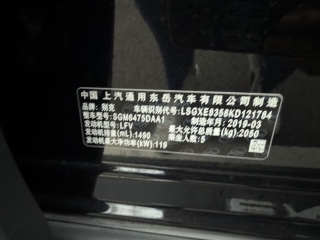 中国上汽通用东岳汽车有限公司制造
品牌：别克 车辆识别代号：LSGXE8358KD121764
整车型号：SGM6475DAA1 制造年月：2019-03
发动机型号：LFV 最大允许总质量(kg)：2050
发动机排量(mL)：1490 乘坐人数：5
发动机最大净功率(kW)：119